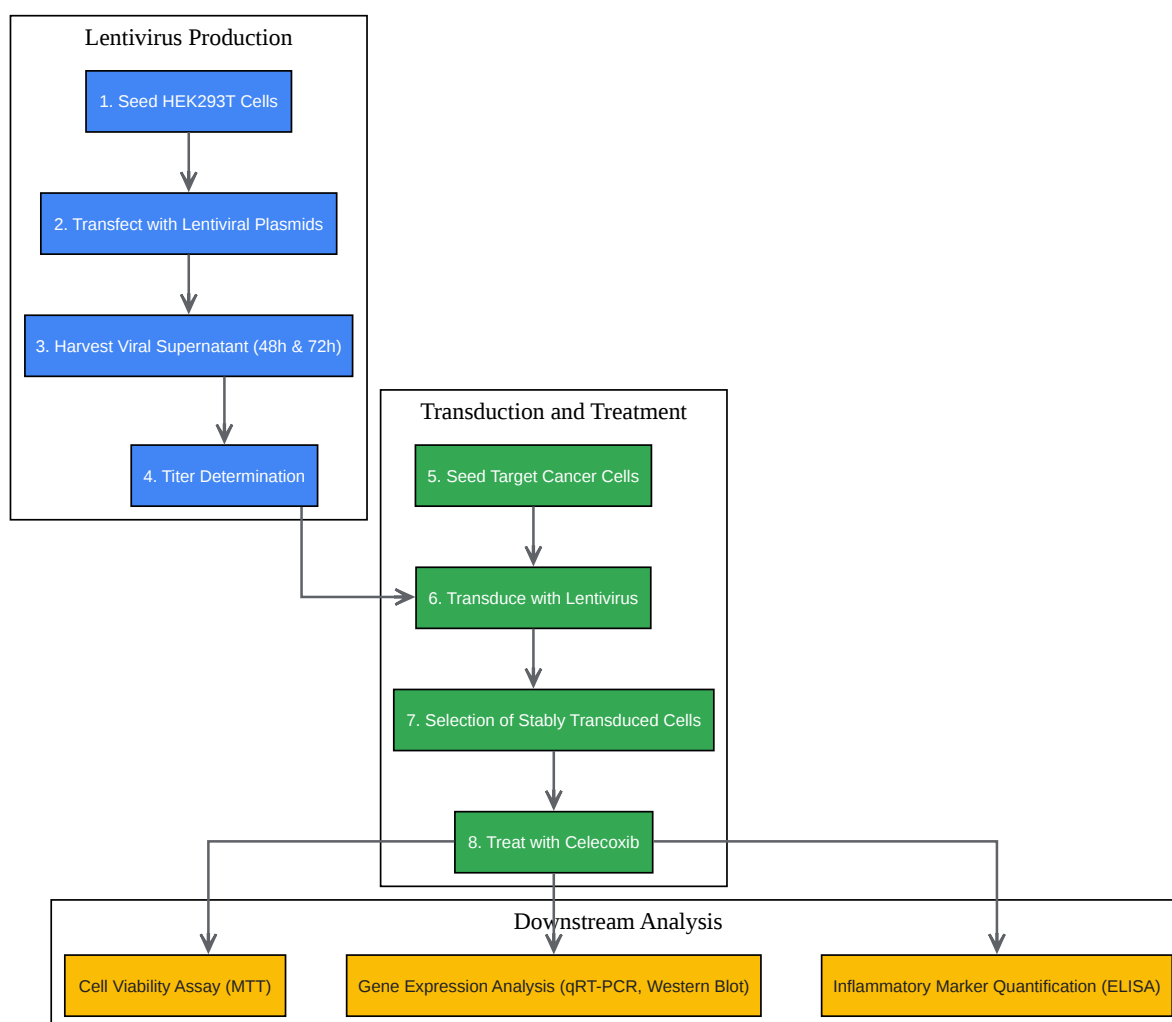 Lentivirus Production
1. Seed HEK293T Cells
2. Transfect with Lentiviral Plasmids
3. Harvest Viral Supernatant (48h & 72h)
4. Titer Determination
Transduction and Treatment
5. Seed Target Cancer Cells
6. Transduce with Lentivirus
7. Selection of Stably Transduced Cells
8. Treat with Celecoxib
Downstream Analysis
Cell Viability Assay (MTT)
Gene Expression Analysis (qRT-PCR, Western Blot)
Inflammatory Marker Quantification (ELISA)